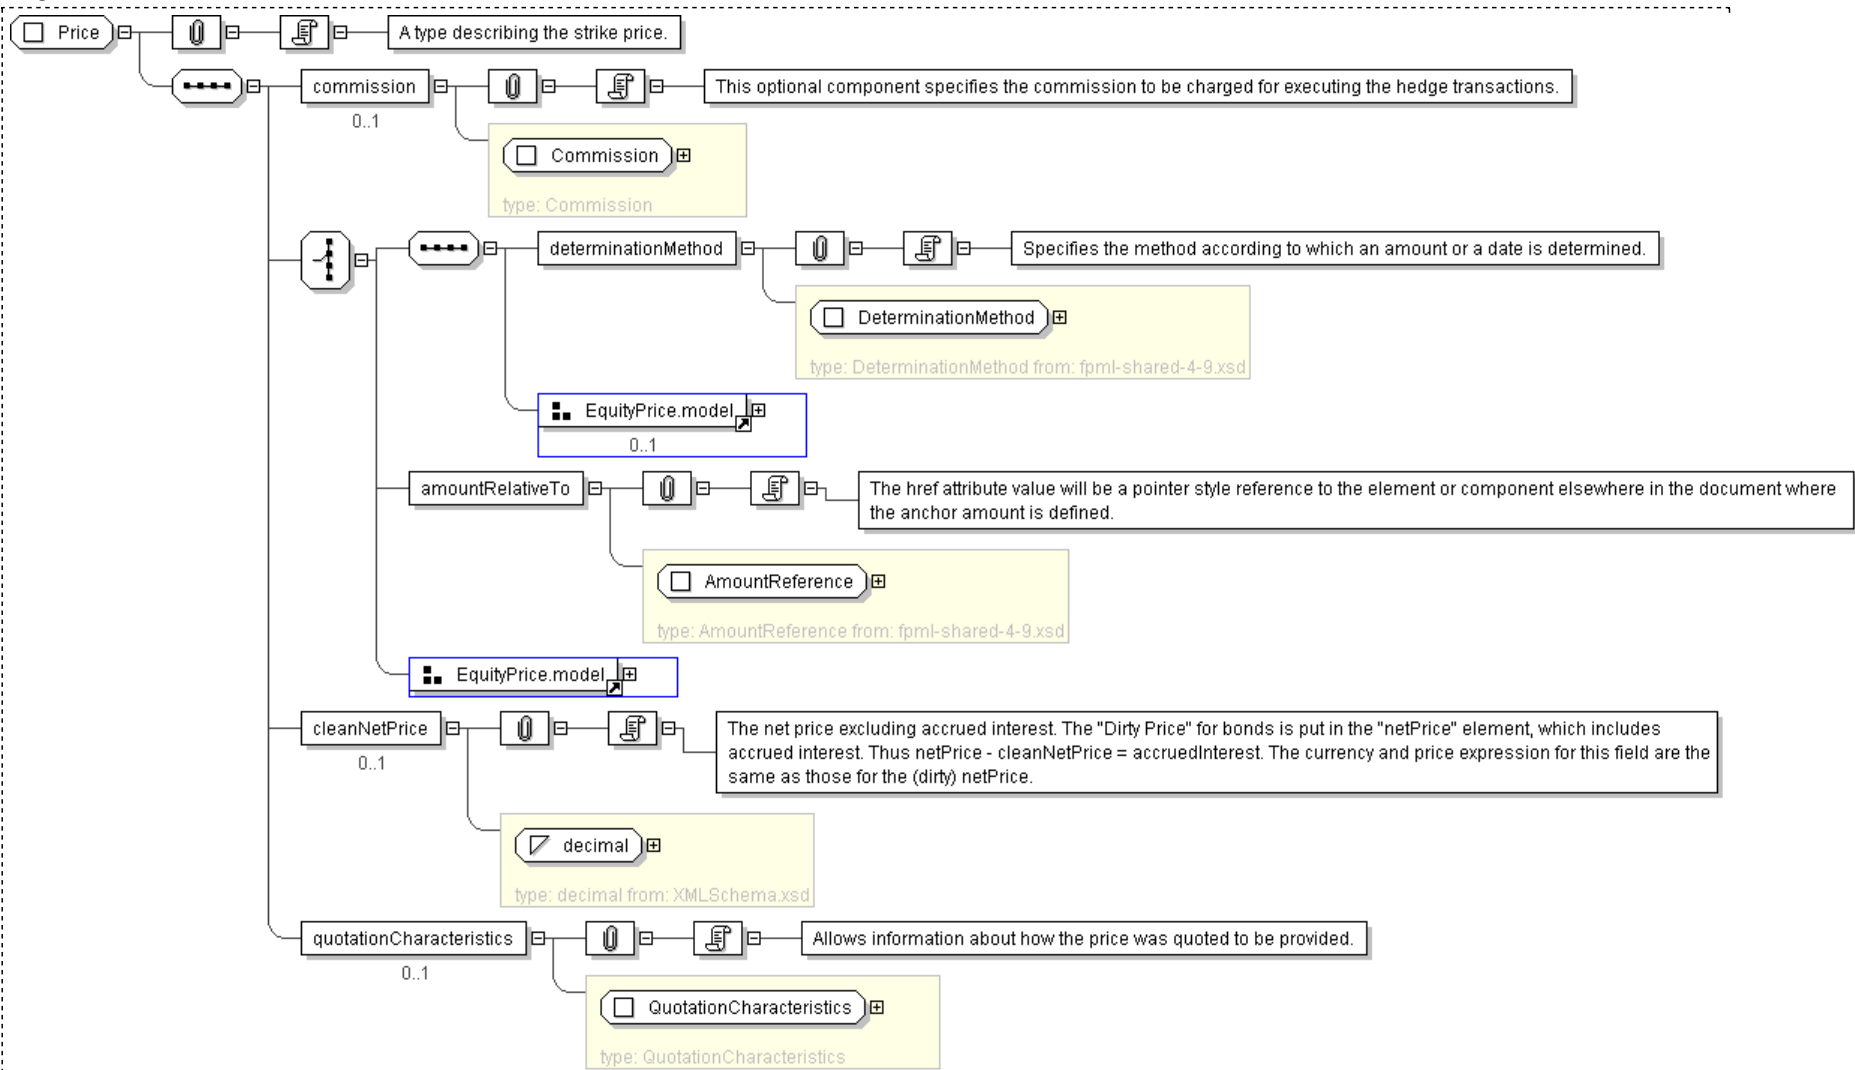 Price
A type describing the strike price.
commission
This optional component specifies the commission to be charged for executing the hedge transactions.
0..1
Commission
type: Commission
determinationMethod
Specifies the method according to which an amount or a date is determined.
DeterminationMethod
type: DeterminationMethod from: fpml-shared-4-9.xsd
EquityPrice.model
0..1
amountRelativeTo
The href attribute value will be a pointer style reference to the element or component elsewhere in the document where
the anchor amount is defined.
AmountReference
type: AmountReference from: fpml-shared-4-9.xsd
EquityPrice.model
cleanNetPrice
0..1
The net price excluding accrued interest. The "Dirty Price" for bonds is put in the "netPrice" element, which includes
accrued interest. Thus netPrice - cleanNetPrice = accruedInterest. The currency and price expression for this field are the
same as those for the (dirty) netPrice.
decimal
type: decimal from: XMLSchema.xsd
quotationCharacteristics
Allows information about how the price was quoted to be provided.
0..1
QuotationCharacteristics
type: QuotationCharacteristics